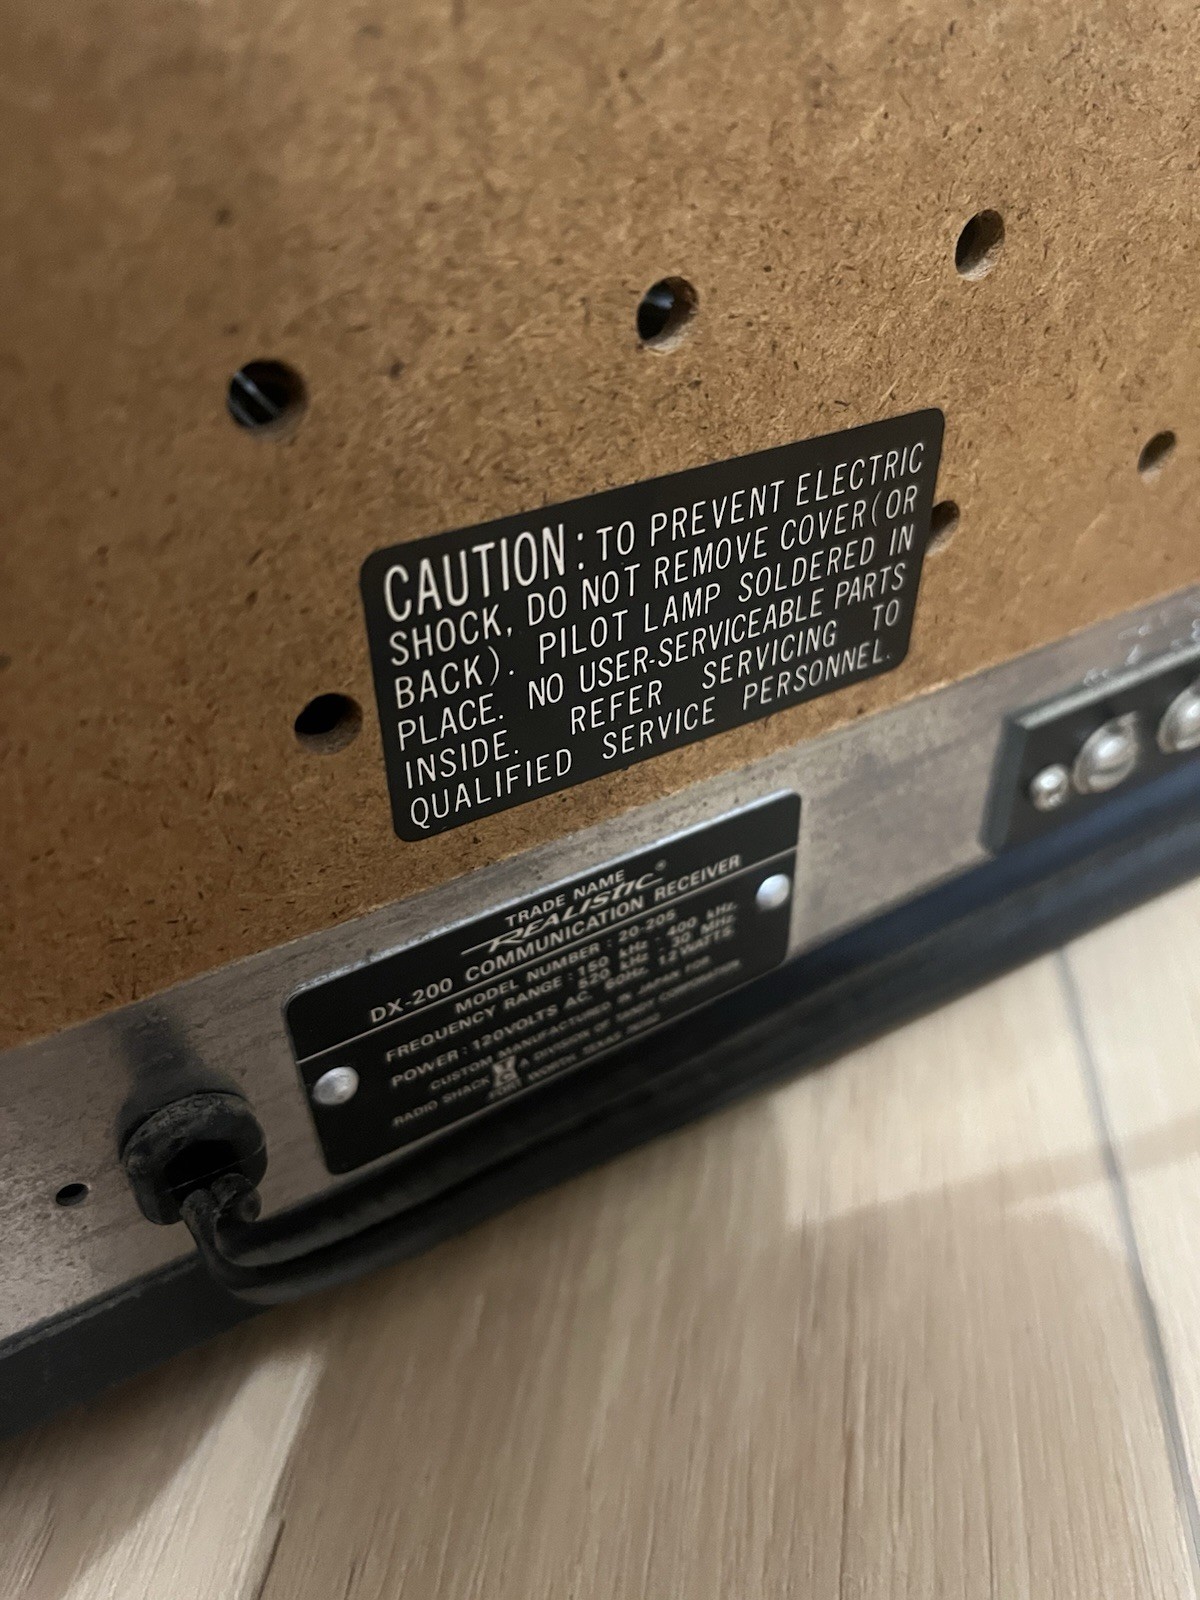 CAUTION: TO PREVENT ELECTRIC
SHOCK, DO NOT REMOVE COVER (OR
BACK). PILOT LAMP SOLDERED IN
PLACE. NO USER-SERVICEABLE PARTS
INSIDE. REFER SERVICING TO
QUALIFIED SERVICE PERSONNEL.
TRADE NAME
REALISTIC®
DX-200 COMMUNICATION RECEIVER
MODEL NUMBER: 20-205
FREQUENCY RANGE: 150 kHz - 400 kHz.
520 kHz - 30 MHz.
POWER: 120VOLTS AC, 60Hz, 12WATTS.
CUSTOM MANUFACTURED IN JAPAN FOR
RADIO SHACK A DIVISION OF TANDY CORPORATION
FORT WORTH, TEXAS